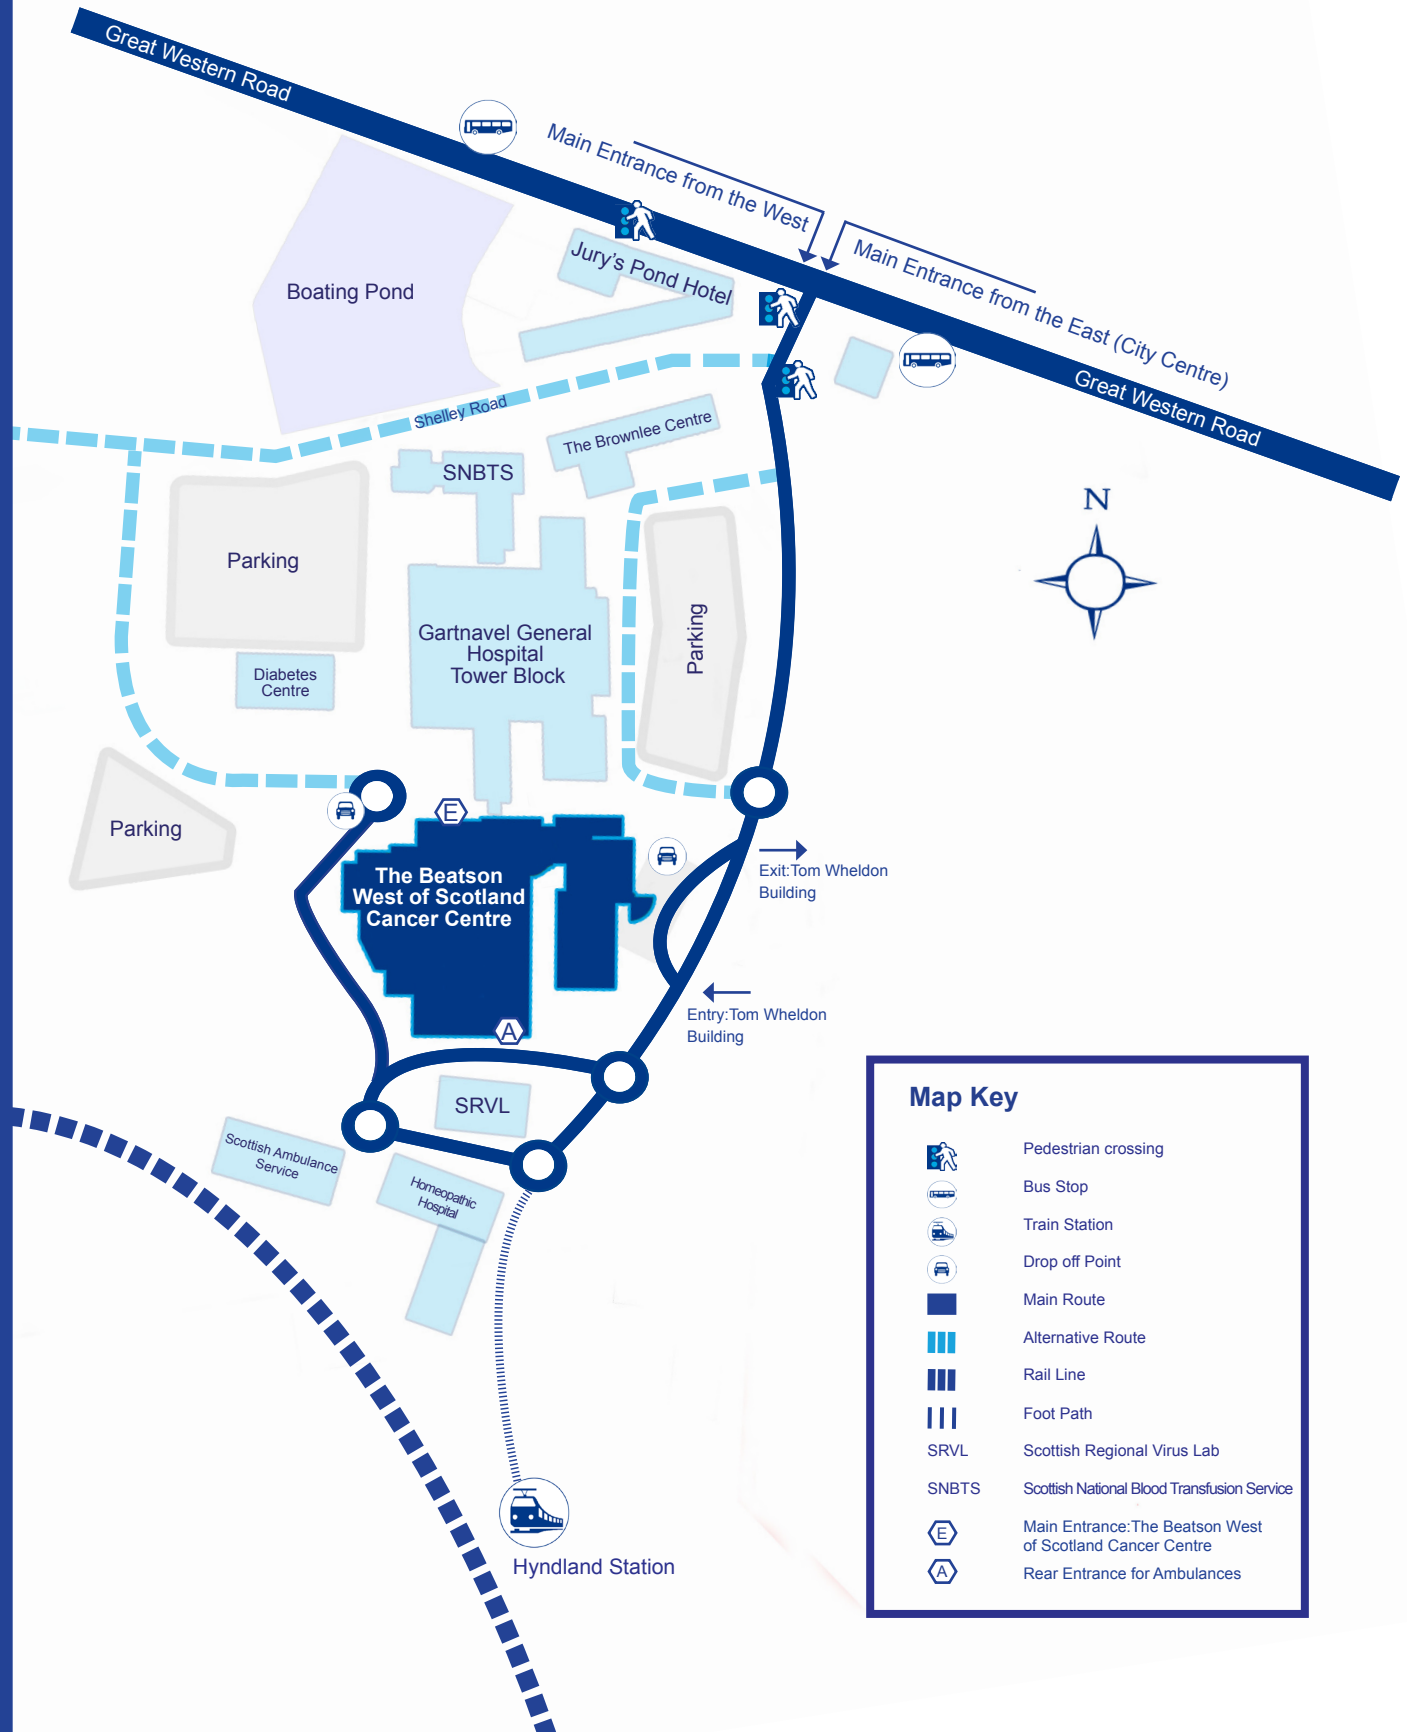 Great Western Road
Main Entrance from the West
Main Entrance from the East (City Centre)
Great Western Road
Jury's Pond Hotel
Boating Pond
Shelley Road
The Brownlee Centre
SNBTS
N
Parking
Gartnavel General
Hospital
Tower Block
Parking
Diabetes
Centre
Parking
E
The Beatson
West of Scotland
Cancer Centre
Exit:Tom Wheldon
Building
Entry:Tom Wheldon
Building
A
SRVL
Scottish Ambulance
Service
Homeopathic
Hospital
Hyndland Station
Map Key
Pedestrian crossing
Bus Stop
Train Station
Drop off Point
Main Route
Alternative Route
Rail Line
Foot Path
SRVL Scottish Regional Virus Lab
SNBTS Scottish National Blood Transfusion Service
E Main Entrance:The Beatson West
of Scotland Cancer Centre
A Rear Entrance for Ambulances